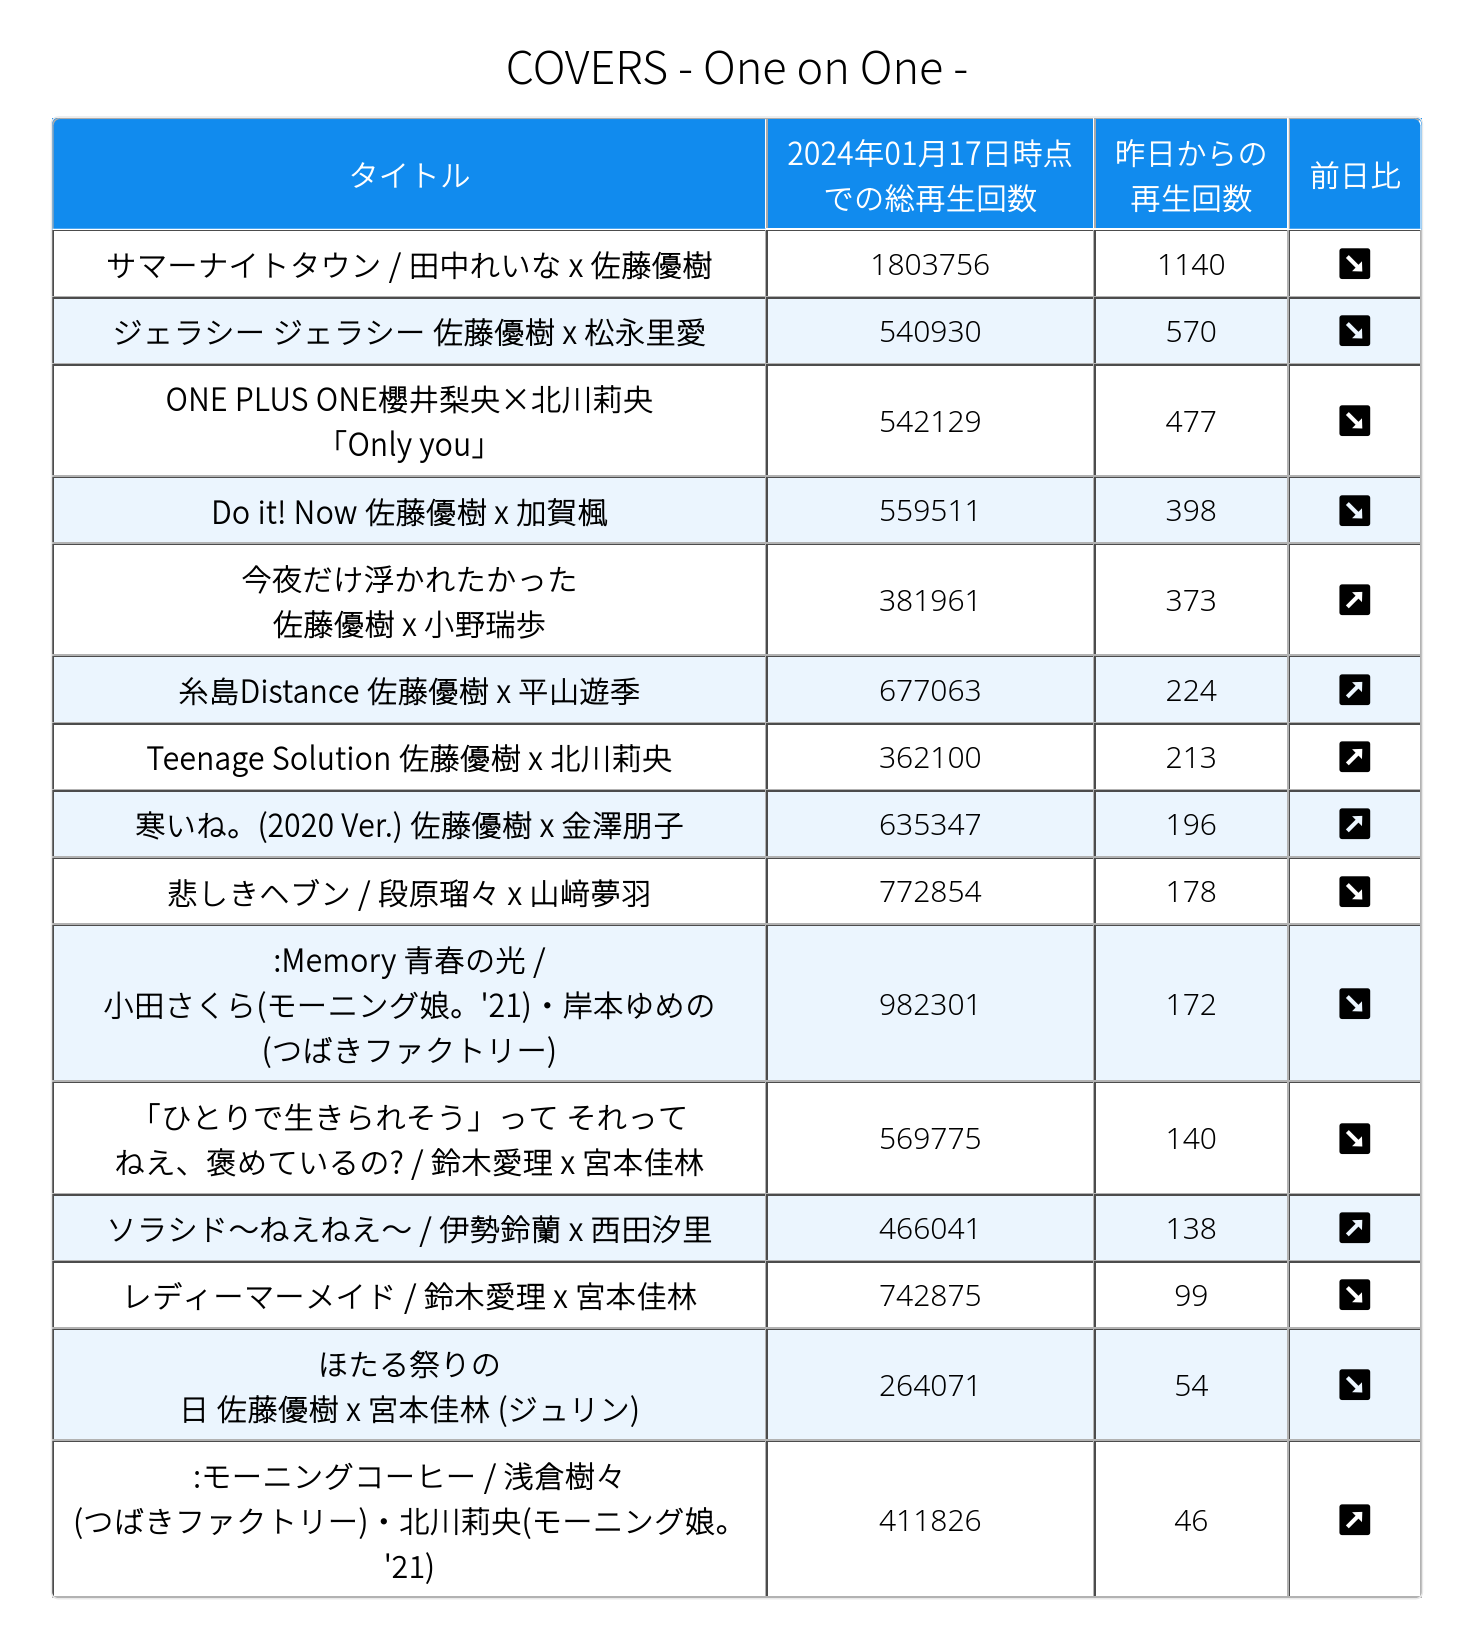 COVERS - One on One -
タイトル
2024年01月17日時点
での総再生回数
昨日からの
再生回数
前日比
サマーナイトタウン / 田中れいな x 佐藤優樹
1803756
1140
ジェラシー ジェラシー 佐藤優樹 x 松永里愛
540930
570
ONE PLUS ONE櫻井梨央×北川莉央
「Only you」
542129
477
Do it! Now 佐藤優樹 x 加賀楓
559511
398
今夜だけ浮かれたかった
佐藤優樹 x 小野瑞歩
381961
373
糸島Distance 佐藤優樹 x 平山遊季
677063
224
Teenage Solution 佐藤優樹 x 北川莉央
362100
213
寒いね。(2020 Ver.) 佐藤優樹 x 金澤朋子
635347
196
悲しきヘブン / 段原瑠々 x 山﨑夢羽
772854
178
:Memory 青春の光 /
小田さくら(モーニング娘。'21)・岸本ゆめの
(つばきファクトリー)
982301
172
「ひとりで生きられそう」って それって
ねえ、褒めているの? / 鈴木愛理 x 宮本佳林
569775
140
ソラシド〜ねえねえ〜 / 伊勢鈴蘭 x 西田汐里
466041
138
レディーマーメイド / 鈴木愛理 x 宮本佳林
742875
99
ほたる祭りの
日 佐藤優樹 x 宮本佳林 (ジュリン)
264071
54
:モーニングコーヒー / 浅倉樹々
(つばきファクトリー)・北川莉央(モーニング娘。
'21)
411826
46